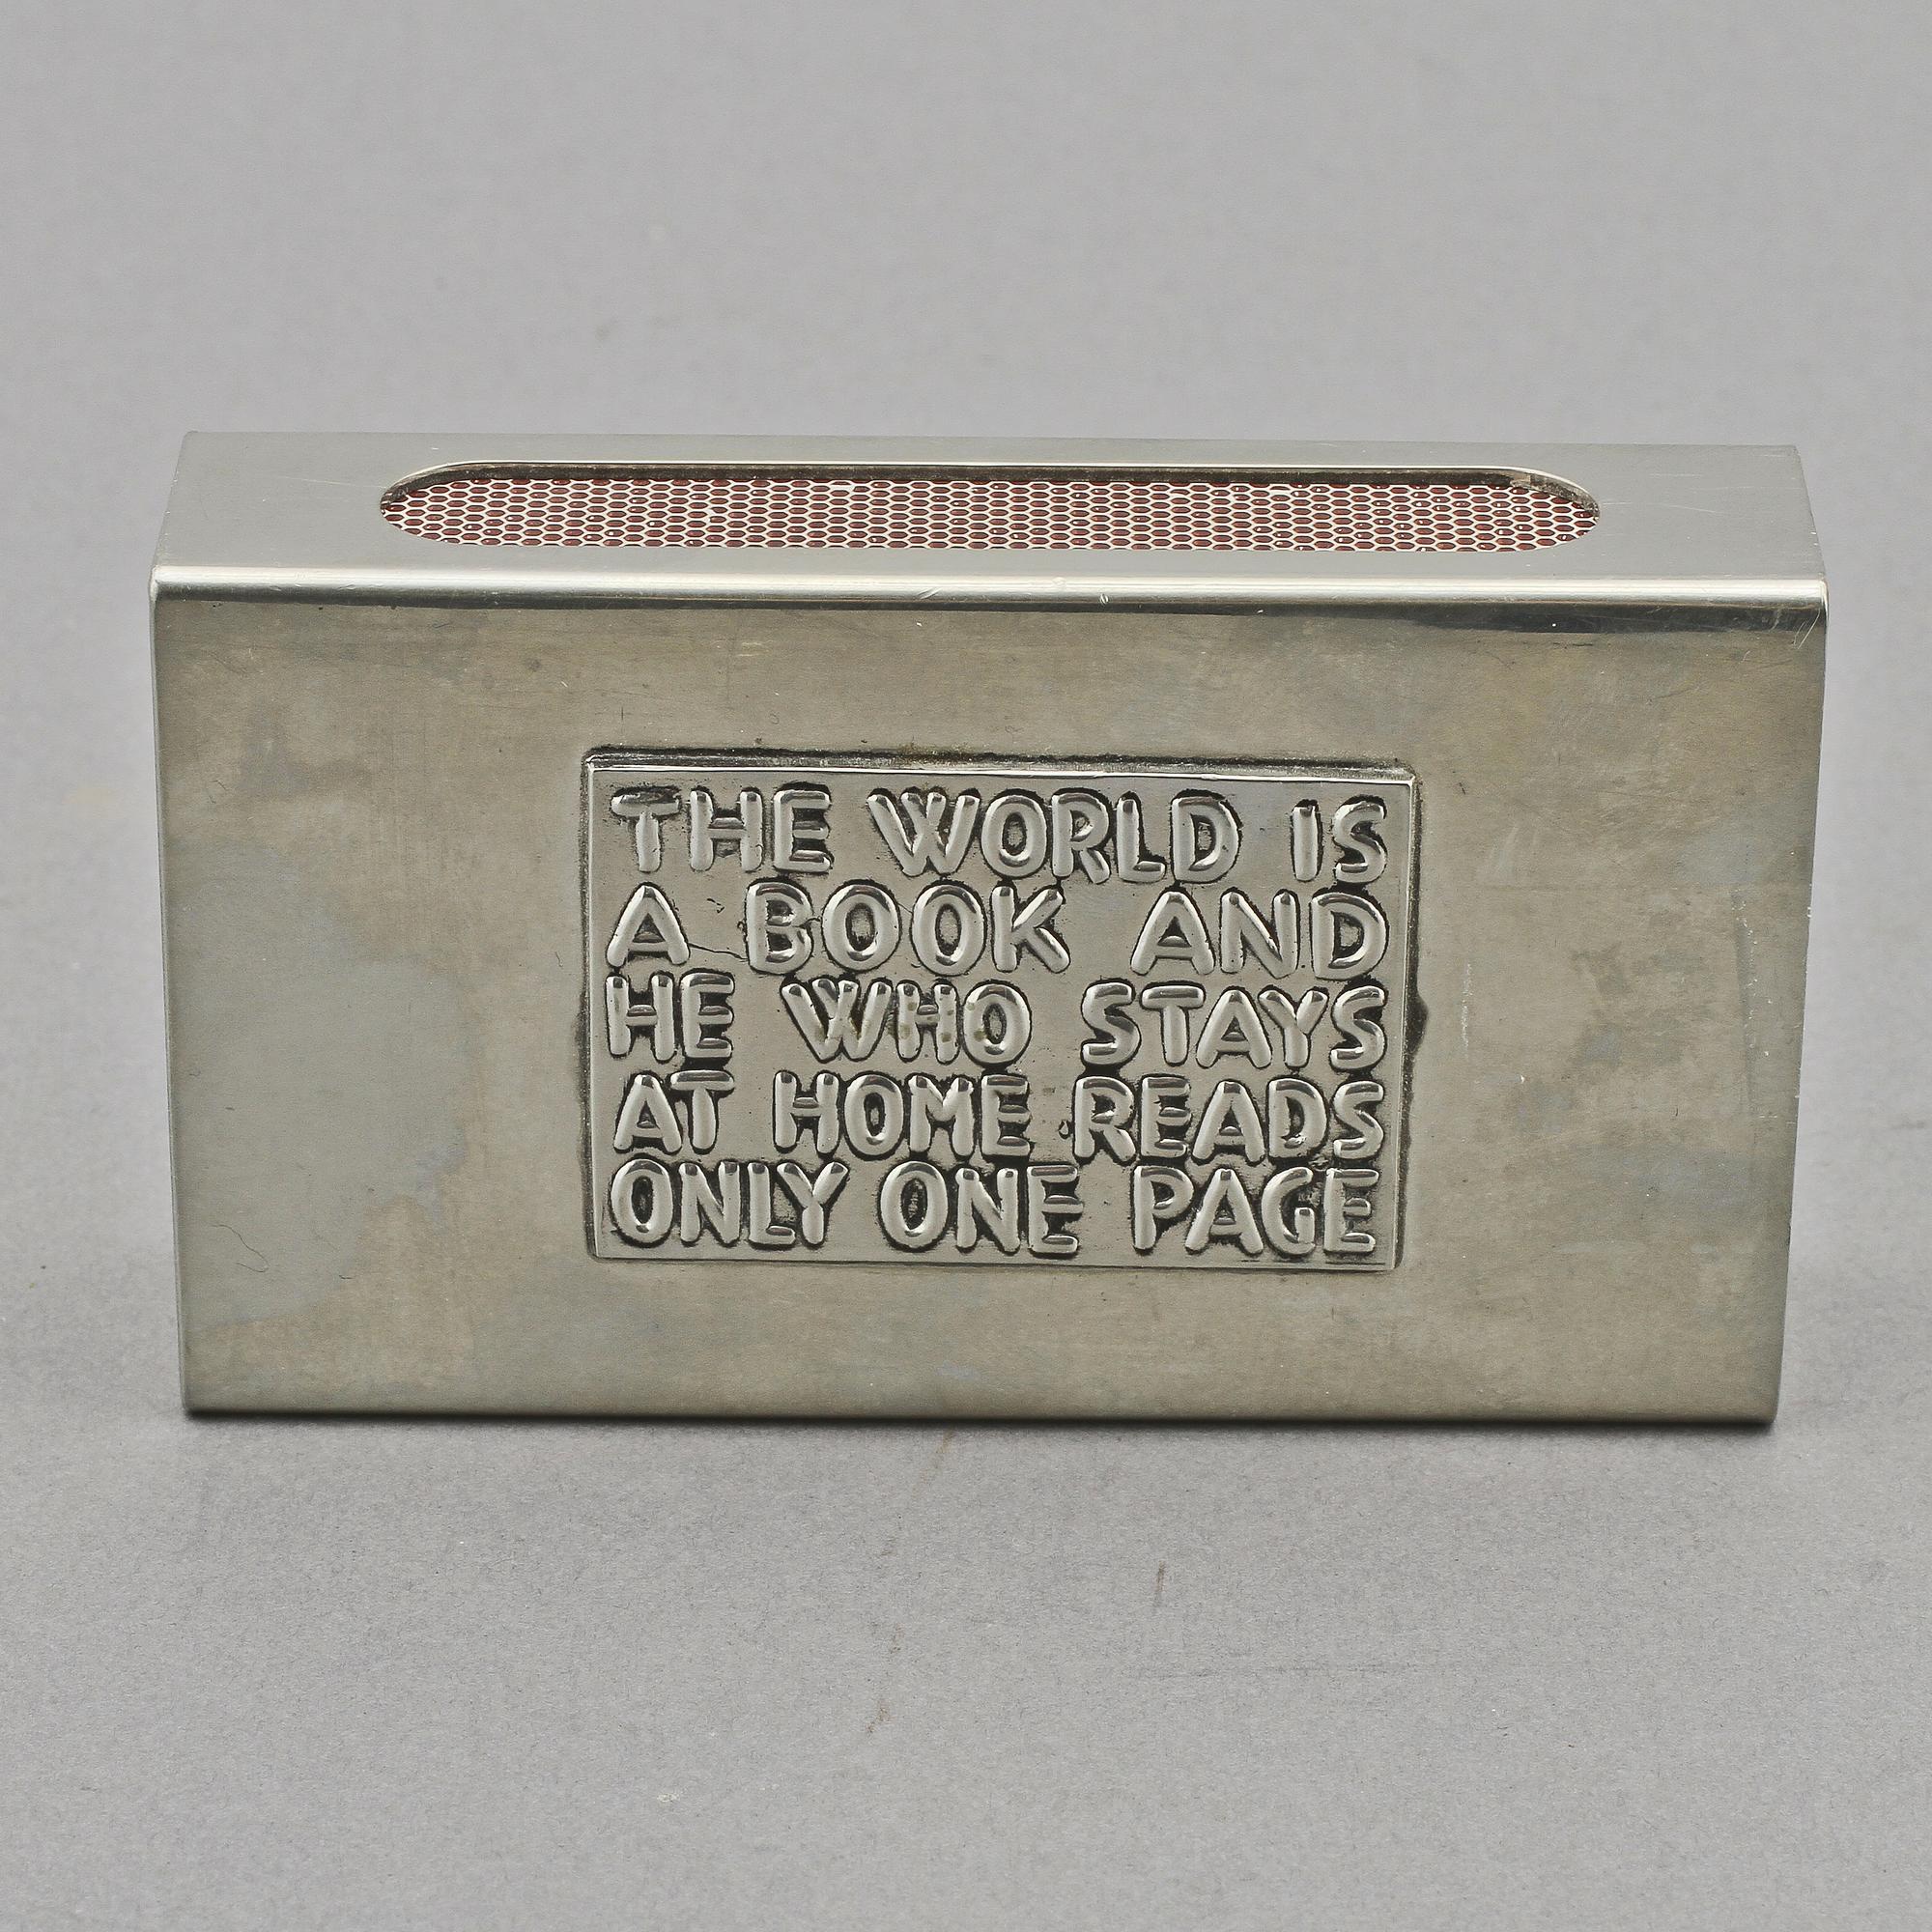 THE WORLD IS
A BOOK AND
HE WHO STAYS
AT HOME READS
ONLY ONE PAGE